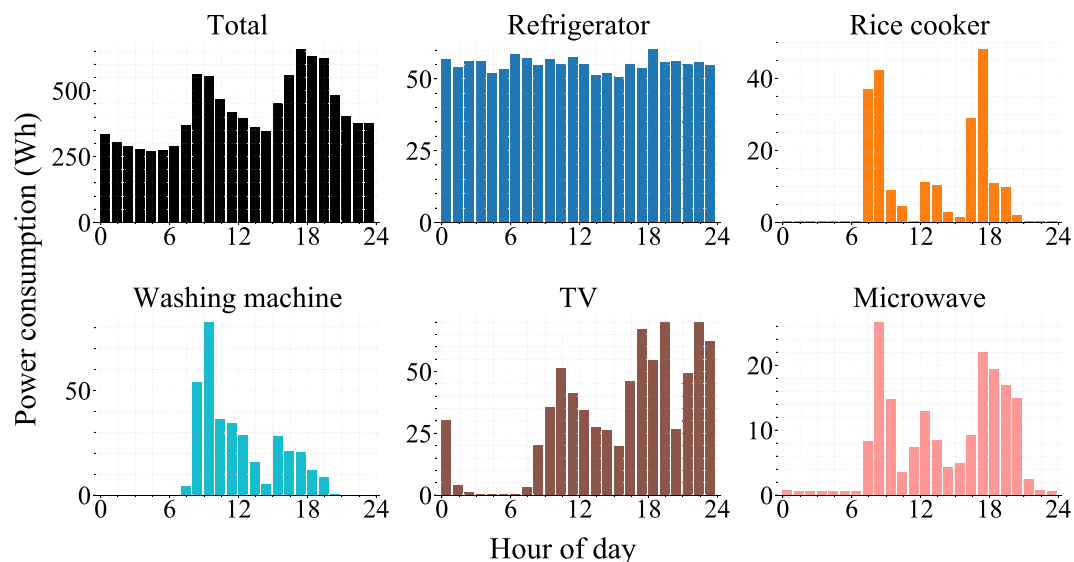 Total
Refrigerator
Rice cooker
500
250
0
0 6 12 18 24
50
25
0
0 6 12 18 24
40
20
0
0 6 12 18 24
Power consumption (Wh)
Washing machine
TV
Microwave
50
0
0 6 12 18 24
50
25
0
0 6 12 18 24
20
10
0
0 6 12 18 24
Hour of day